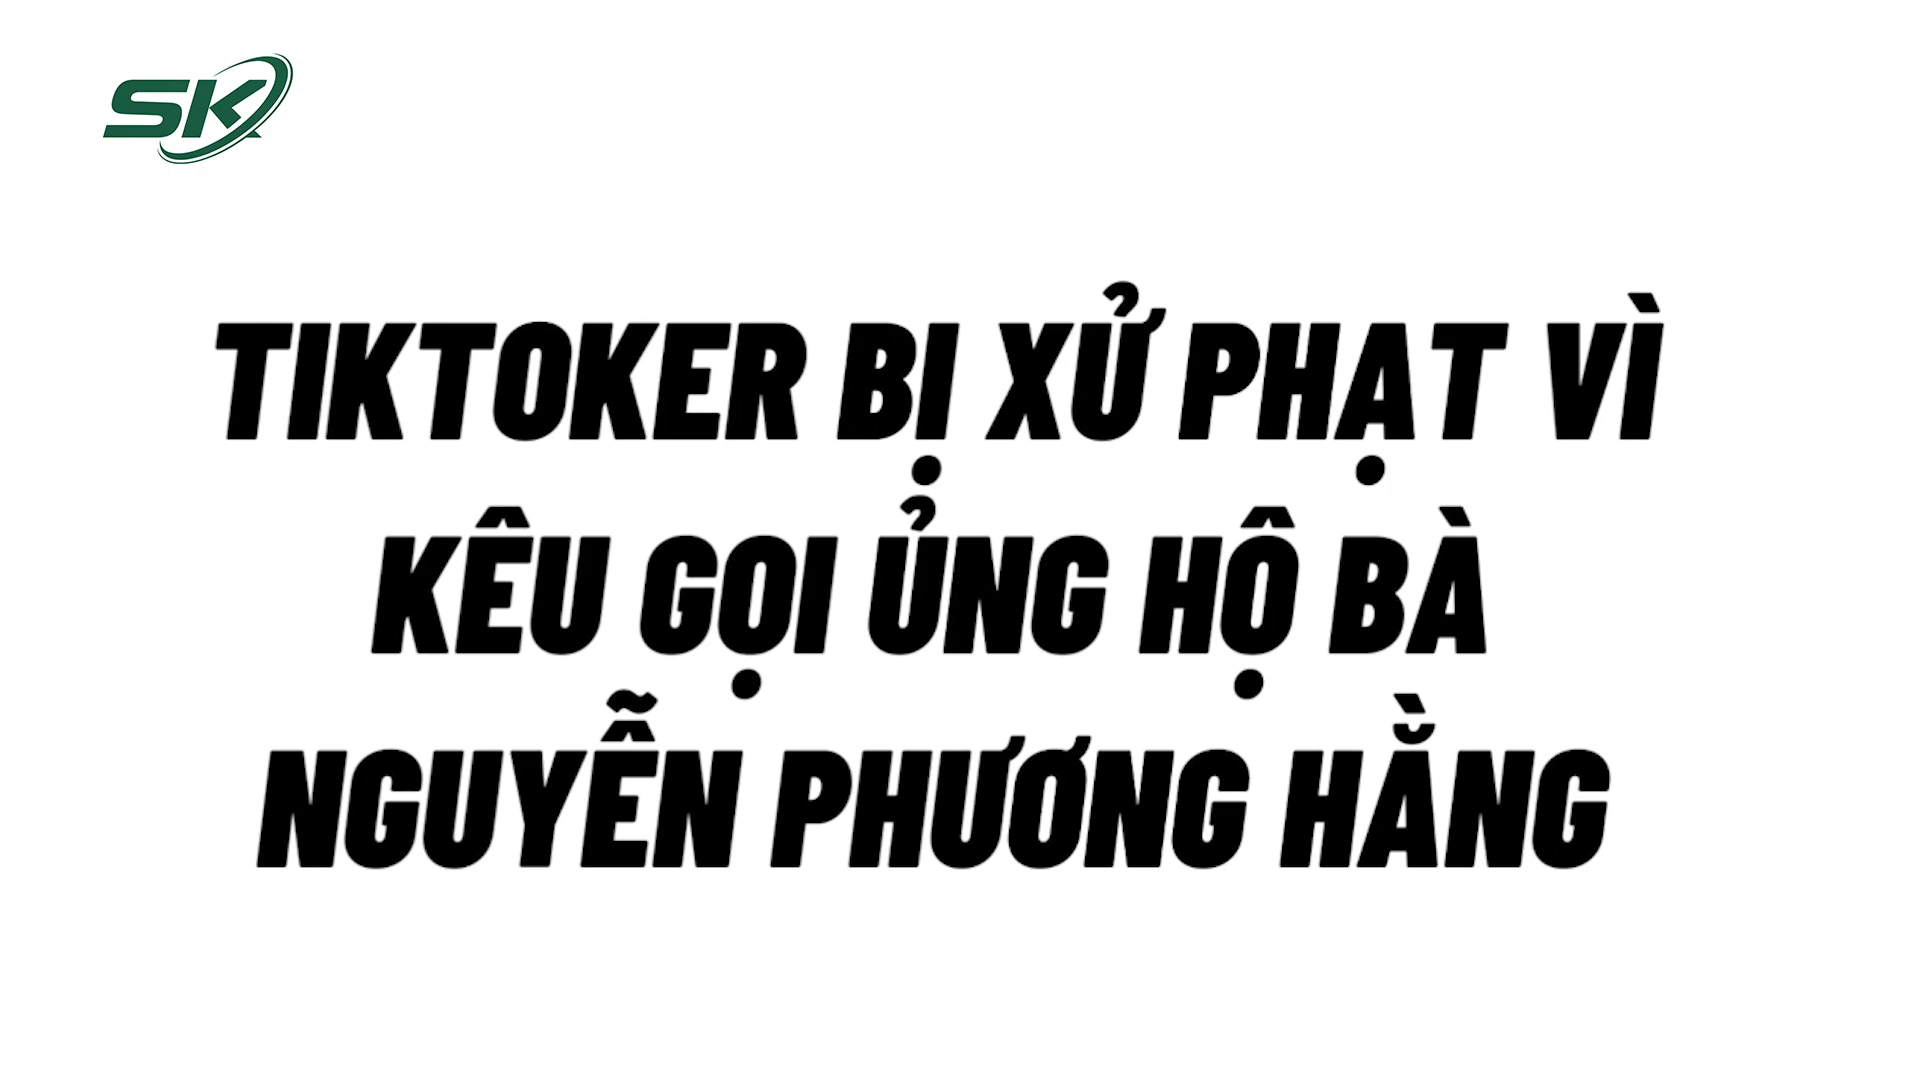 SK
TIKTOKER BỊ XỬ PHẠT VÌ
KÊU GỌI ỦNG HỘ BÀ
NGUYỄN PHƯƠNG HẰNG